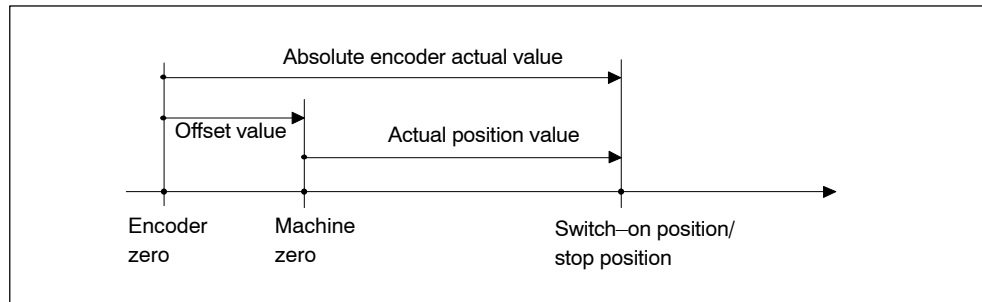 Absolute encoder actual value
Offset value
Actual position value
Encoder
zero
Machine
zero
Switch–on position/
stop position